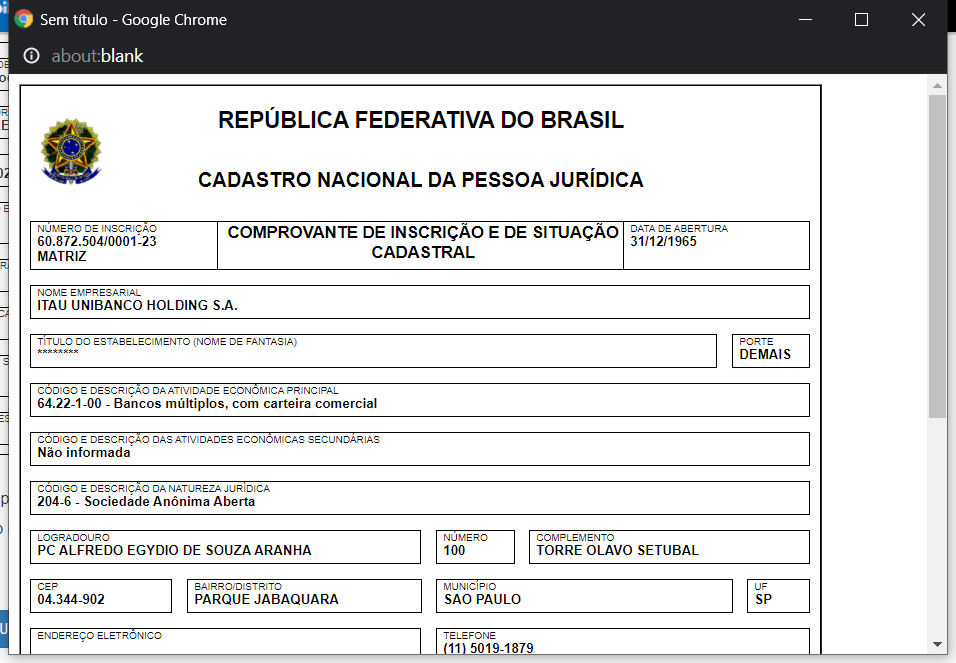 Sem título - Google Chrome
about:blank
REPÚBLICA FEDERATIVA DO BRASIL
CADASTRO NACIONAL DA PESSOA JURÍDICA
NÚMERO DE INSCRIÇÃO
60.872.504/0001-23
MATRIZ
COMPROVANTE DE INSCRIÇÃO E DE SITUAÇÃO
CADASTRAL
DATA DE ABERTURA
31/12/1965
NOME EMPRESARIAL
ITAU UNIBANCO HOLDING S.A.
TÍTULO DO ESTABELECIMENTO (NOME DE FANTASIA)
********
PORTE
DEMAIS
CÓDIGO E DESCRIÇÃO DA ATIVIDADE ECONÔMICA PRINCIPAL
64.22-1-00 - Bancos múltiplos, com carteira comercial
CÓDIGO E DESCRIÇÃO DAS ATIVIDADES ECONÔMICAS SECUNDÁRIAS
Não informada
CÓDIGO E DESCRIÇÃO DA NATUREZA JURÍDICA
204-6 - Sociedade Anônima Aberta
LOGRADOURO
PC ALFREDO EGYDIO DE SOUZA ARANHA
NÚMERO
100
COMPLEMENTO
TORRE OLAVO SETUBAL
CEP
04.344-902
BAIRRO/DISTRITO
PARQUE JABAQUARA
MUNICÍPIO
SAO PAULO
UF
SP
ENDEREÇO ELETRÔNICO
TELEFONE
(11) 5019-1879